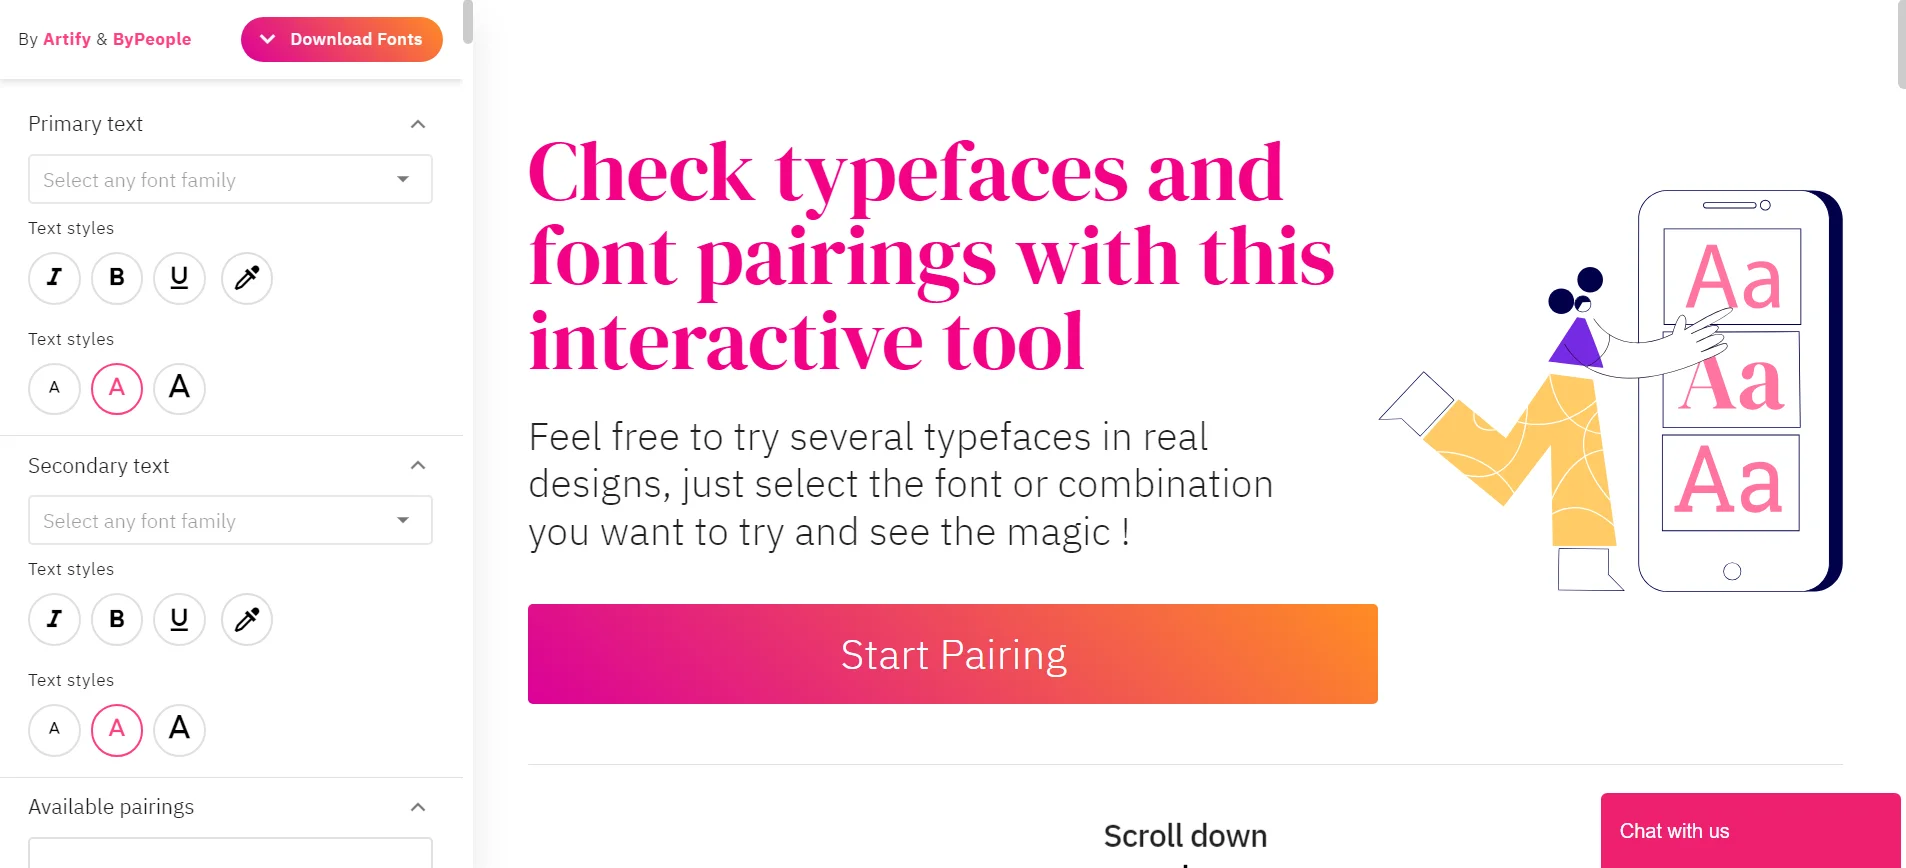 By Artify & ByPeople
Download Fonts
Primary text
Select any font family
Text styles
I B U
Text styles
A A A
Secondary text
Select any font family
Text styles
I B U
Text styles
A A A
Available pairings
Check typefaces and
font pairings with this
interactive tool
Feel free to try several typefaces in real
designs, just select the font or combination
you want to try and see the magic !
Start Pairing
Aa
Aa
Aa
Scroll down
Chat with us